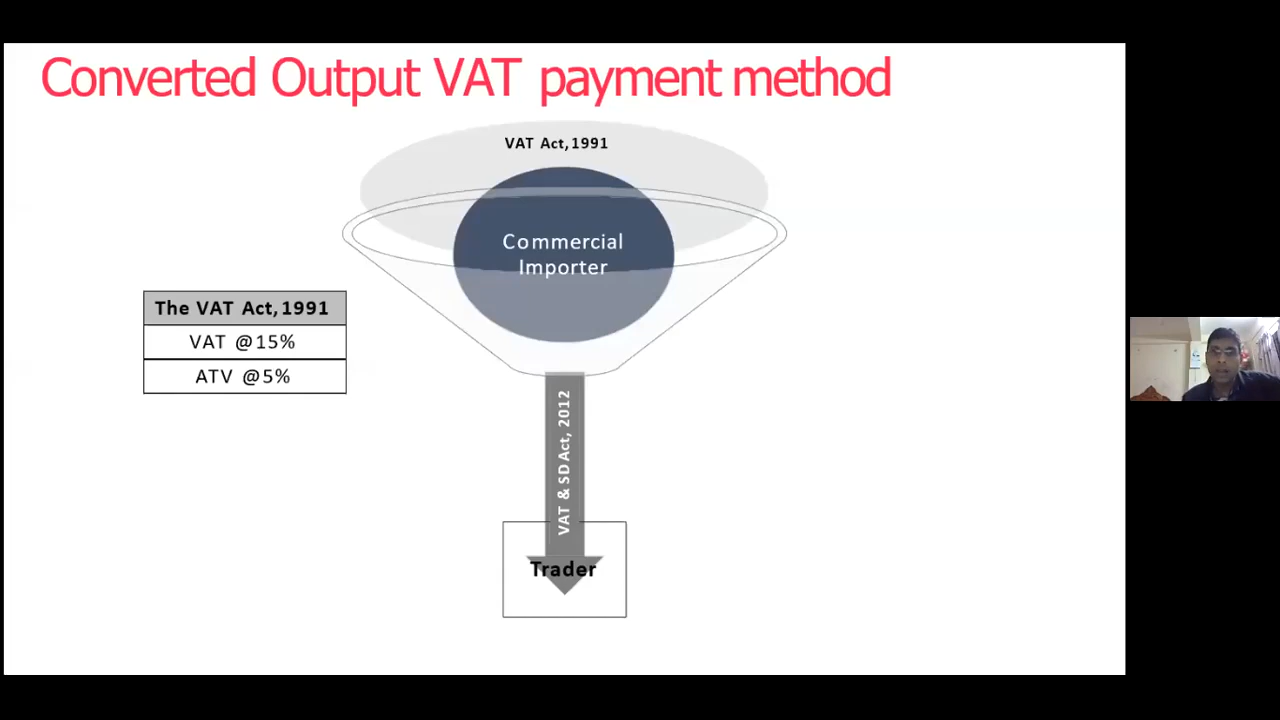 Converted Output VAT payment method
VAT Act,1991
Commercial
Importer
The VAT Act,1991
VAT @15%
ATV @5%
VAT & SD Act, 2012
Trader